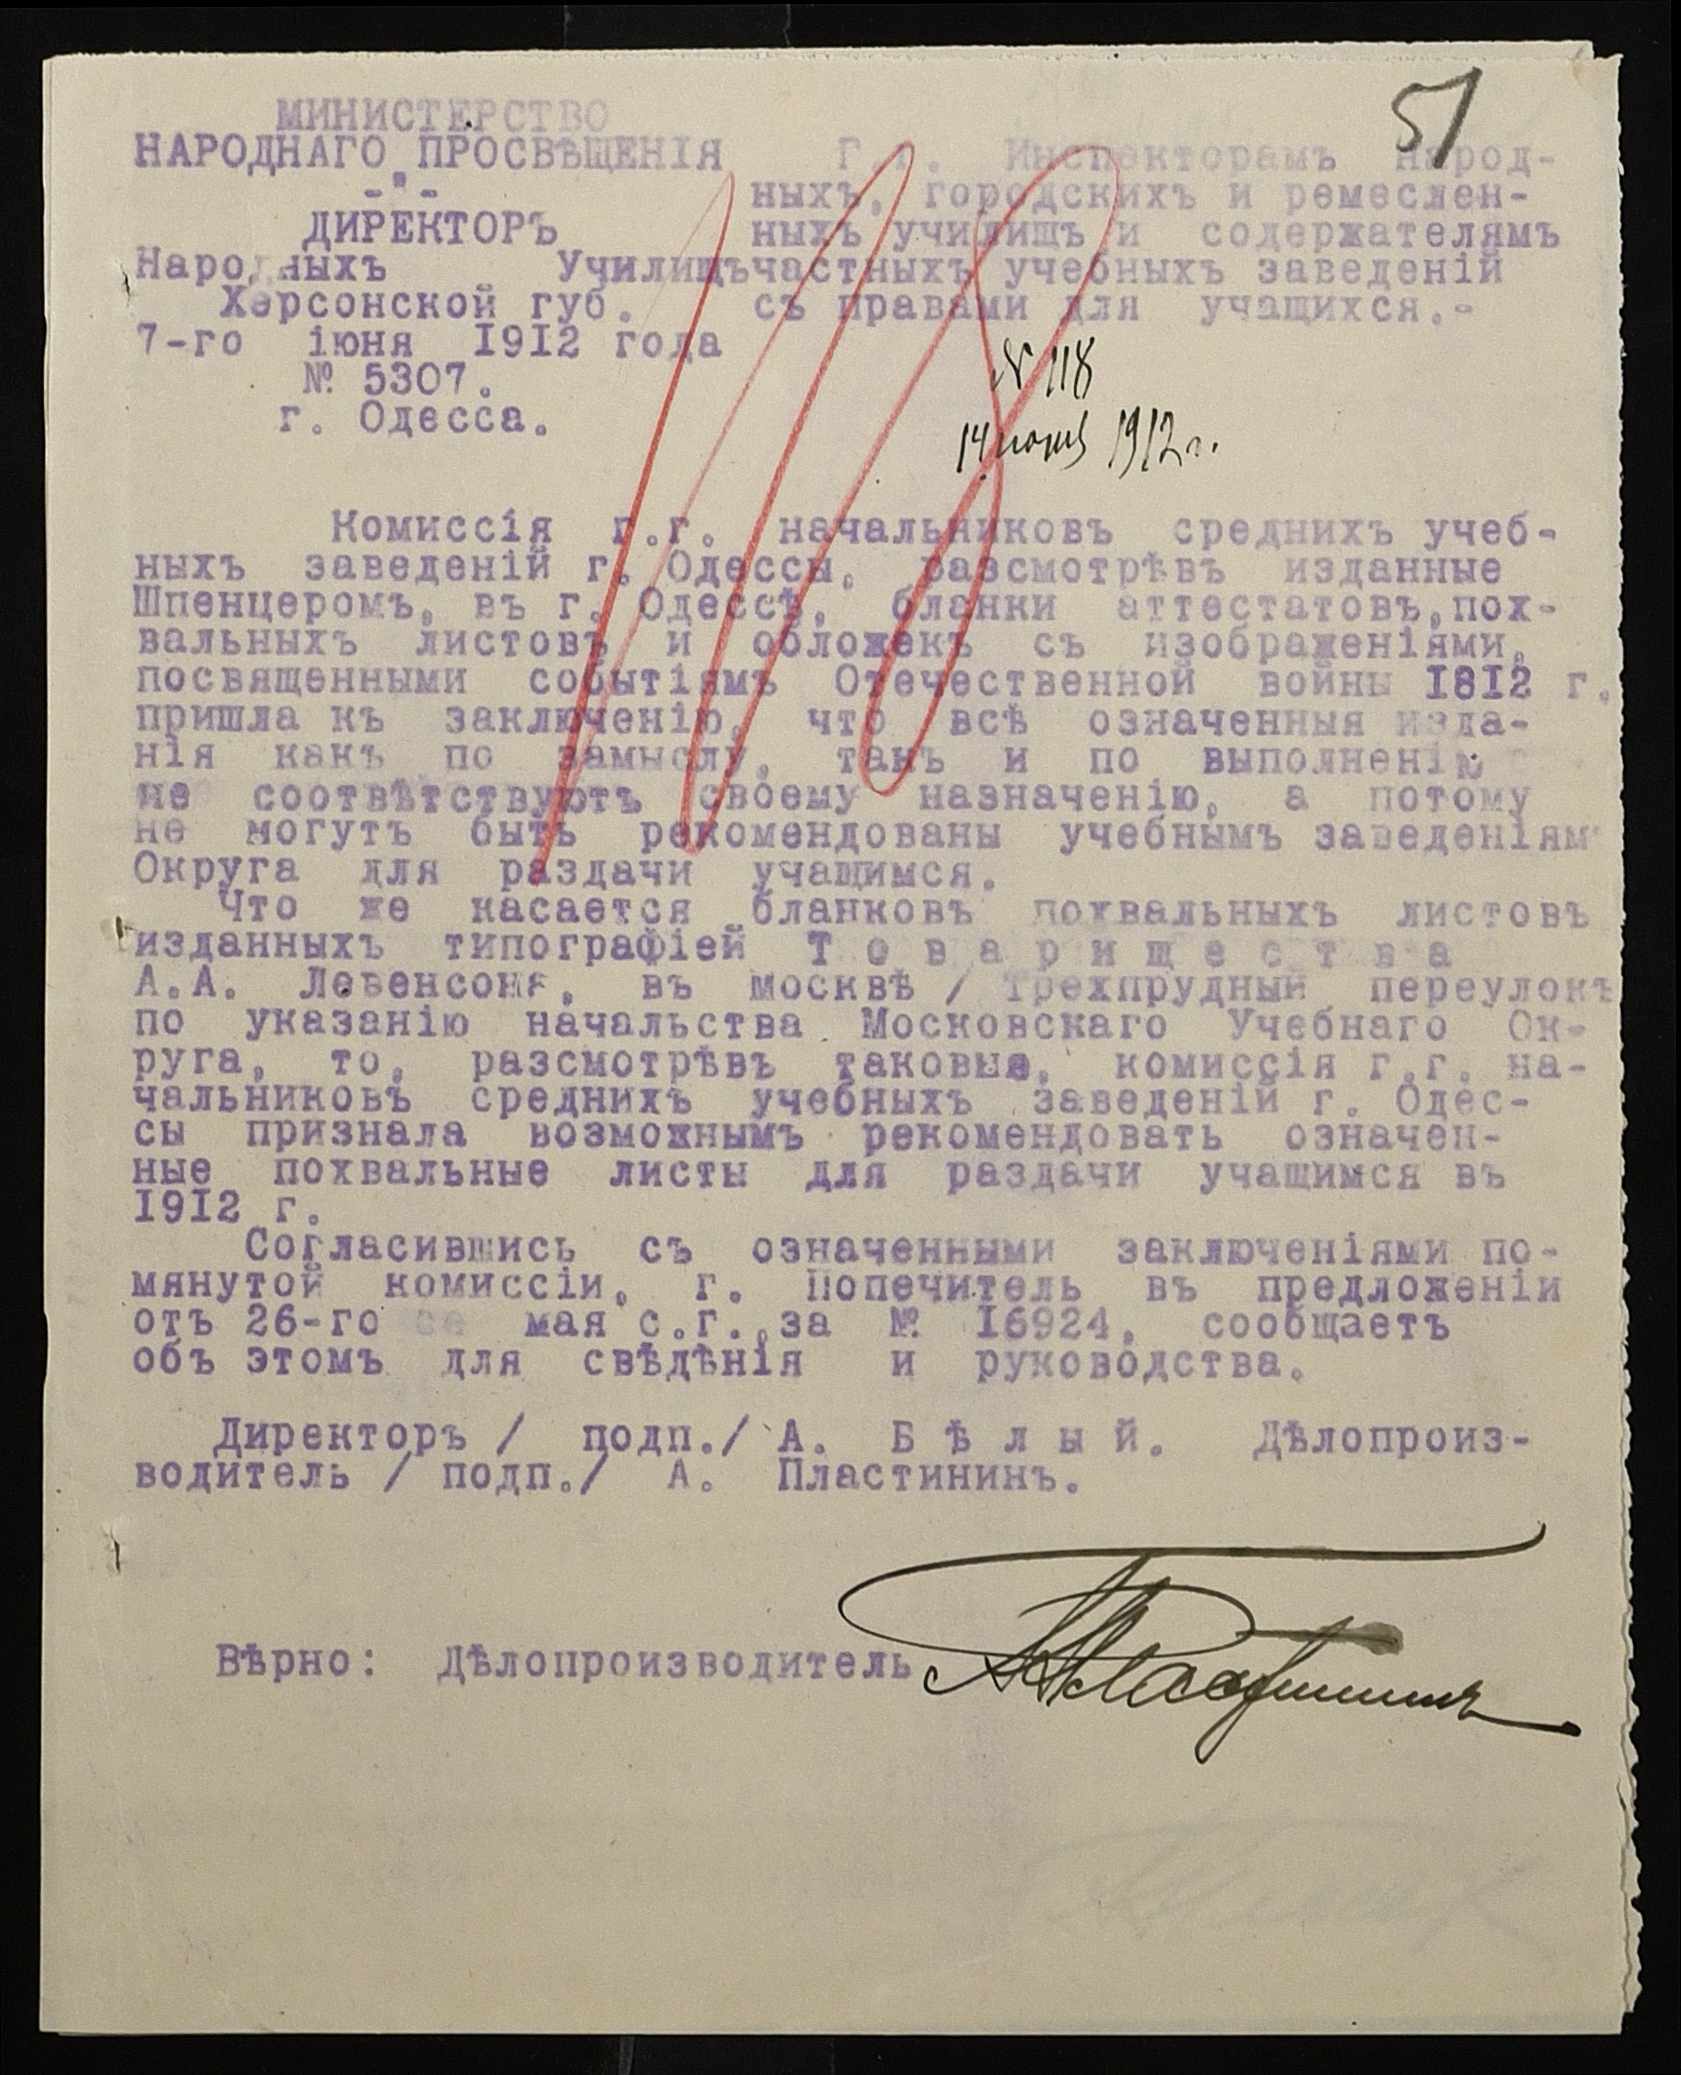 51
МИНИСТЕРСТВО
НАРОДНАГО ПРОСВѢЩЕНІЯ
-"-
ДИРЕКТОРЪ
Народныхъ Училищъ
Херсонской губ.
7-го іюня 1912 года
№ 5307.
г. Одесса.
Г.г. Инспекторамъ народ-
ныхъ, городскихъ и ремеслен-
ныхъ училищъ и содержателямъ
частныхъ учебныхъ заведеній
съ правами для учащихся.-
№ 118
14 іюня 1912 г.
Комиссія г.г. начальниковъ среднихъ учеб-
ныхъ заведеній г. Одессы, разсмотрѣвъ изданные
Шпенцеромъ, въ г. Одессѣ, бланки аттестатовъ,пох-
вальныхъ листовъ и обложекъ съ изображеніями,
посвященными событіямъ Отечественной войны 1812 г.
пришла къ заключенію, что всѣ означенныя изда-
нія какъ по замыслу, такъ и по выполненію
не соотвѣтствуютъ своему назначенію, а потому
не могутъ быть рекомендованы учебнымъ заведеніям
Округа для раздачи учащимся.
Что же касается бланковъ похвальныхъ листовъ
изданныхъ типографіей Товарищества
А.А. Левенсона, въ москвѣ / Трехпрудный переулокъ
по указанію начальства Московскаго Учебнаго Ок-
руга, то, разсмотрѣвъ таковые, комиссія г.г. на-
чальниковъ среднихъ учебныхъ заведеній г. Одес-
сы признала возможнымъ рекомендовать означен-
ные похвальные листы для раздачи учащимся въ
1912 г.
Согласившись съ означенными заключеніями по-
мянутой комиссіи, г. Попечитель въ предложеніи
отъ 26-го мая с.г.,за № 16924, сообщаетъ
объ этомъ для свѣдѣнія и руководства.
Директоръ / подп./ А. Бѣлый. Дѣлопроиз-
водитель / подп./ А. Пластининъ.
Вѣрно: Дѣлопроизводитель АПластининъ